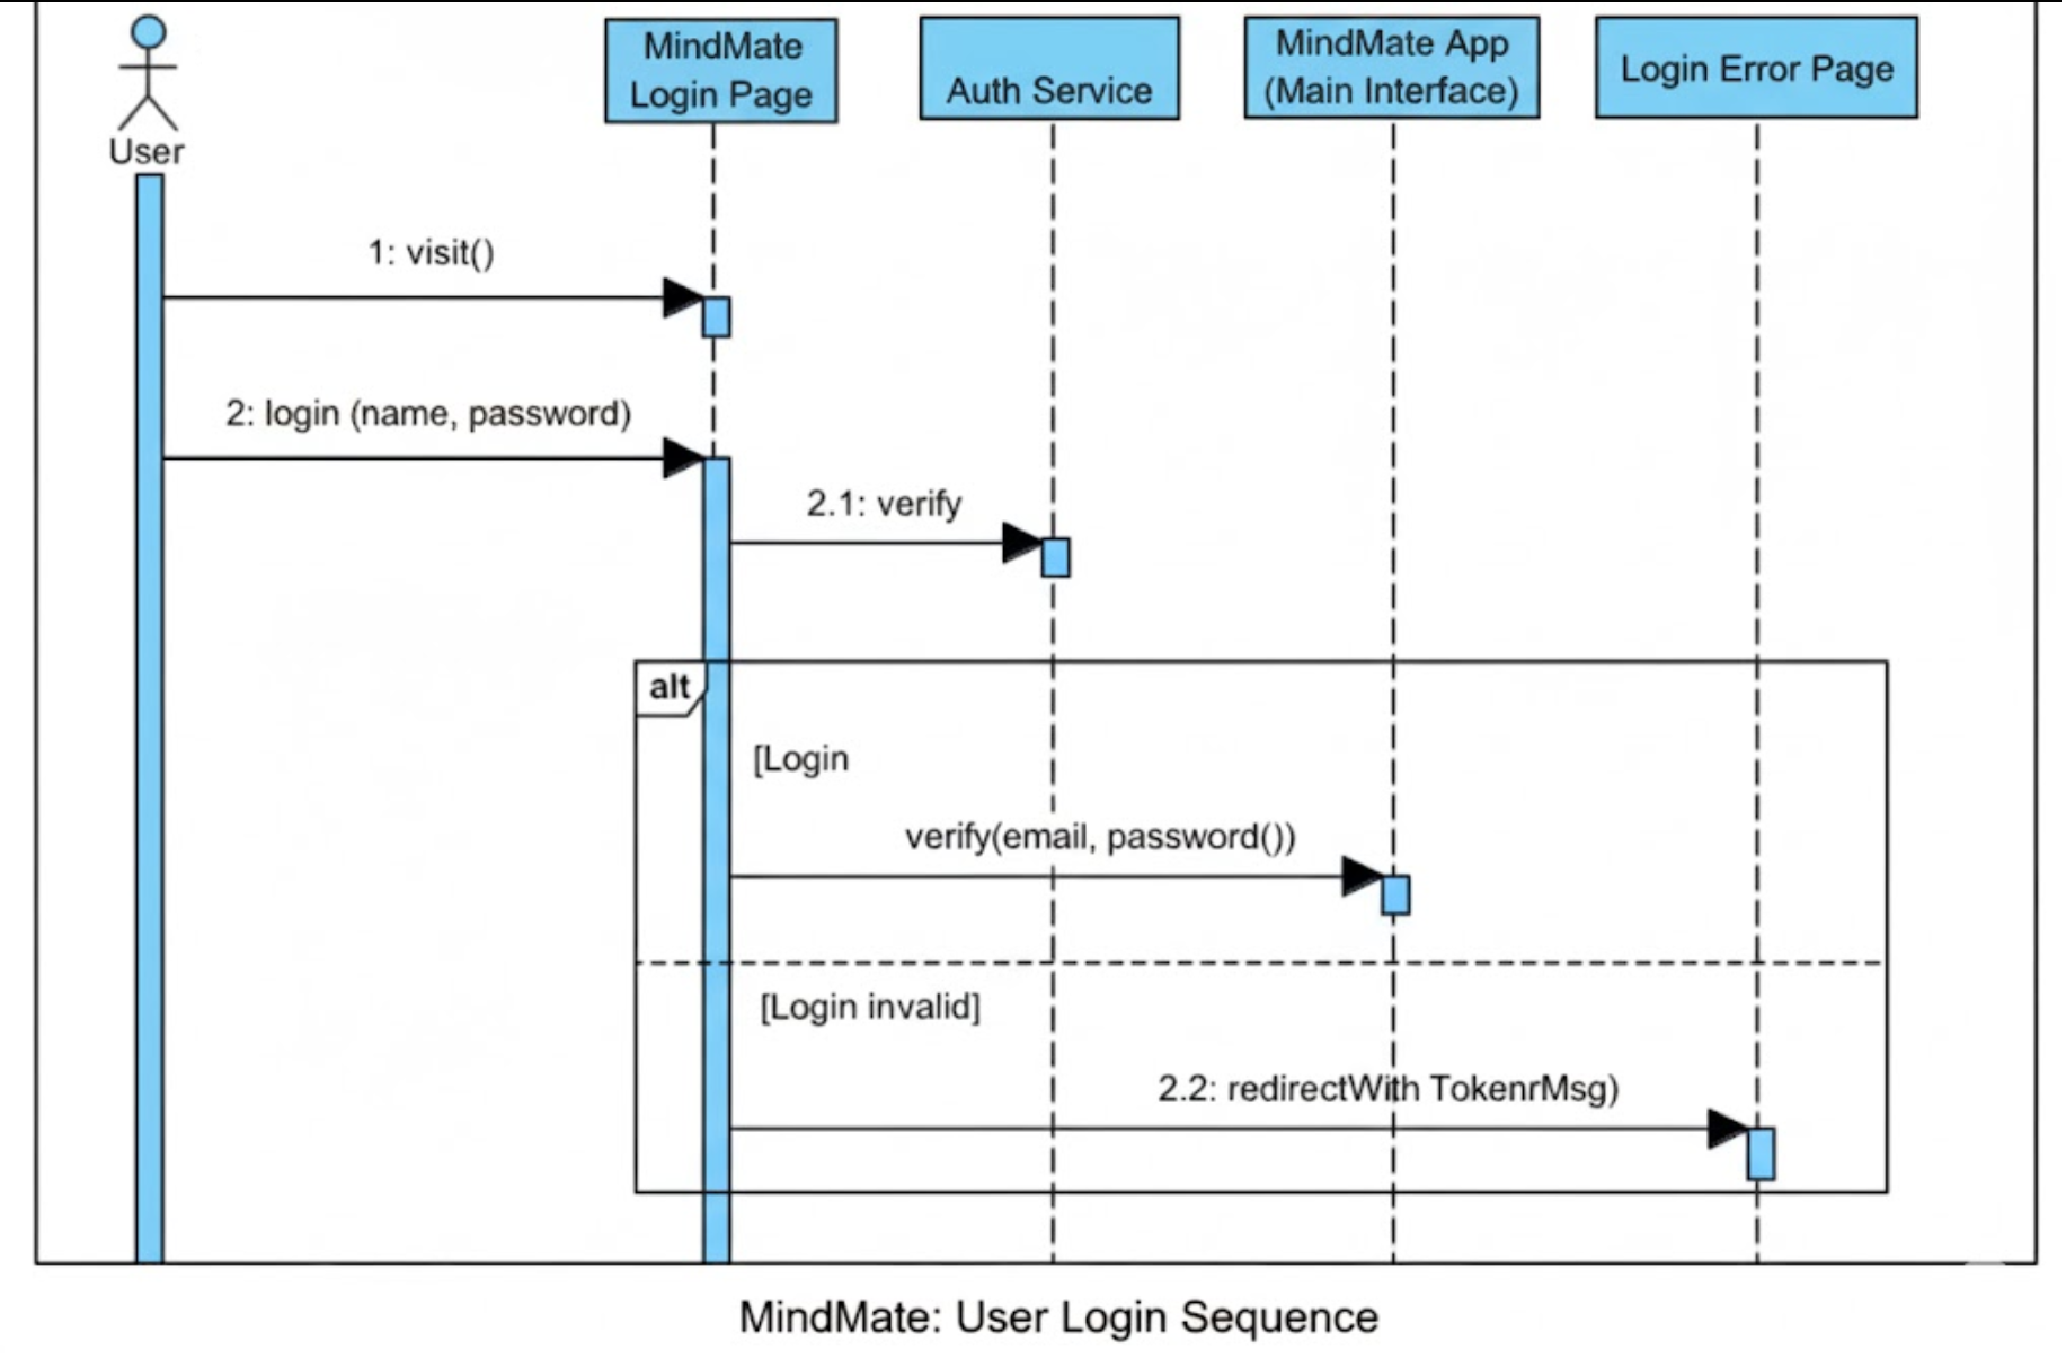 User
MindMate
Login Page
Auth Service
MindMate App
(Main Interface)
Login Error Page
1: visit()
2: login (name, password)
2.1: verify
alt
[Login
verify(email, password())
[Login invalid]
2.2: redirectWith TokenrMsg)
MindMate: User Login Sequence